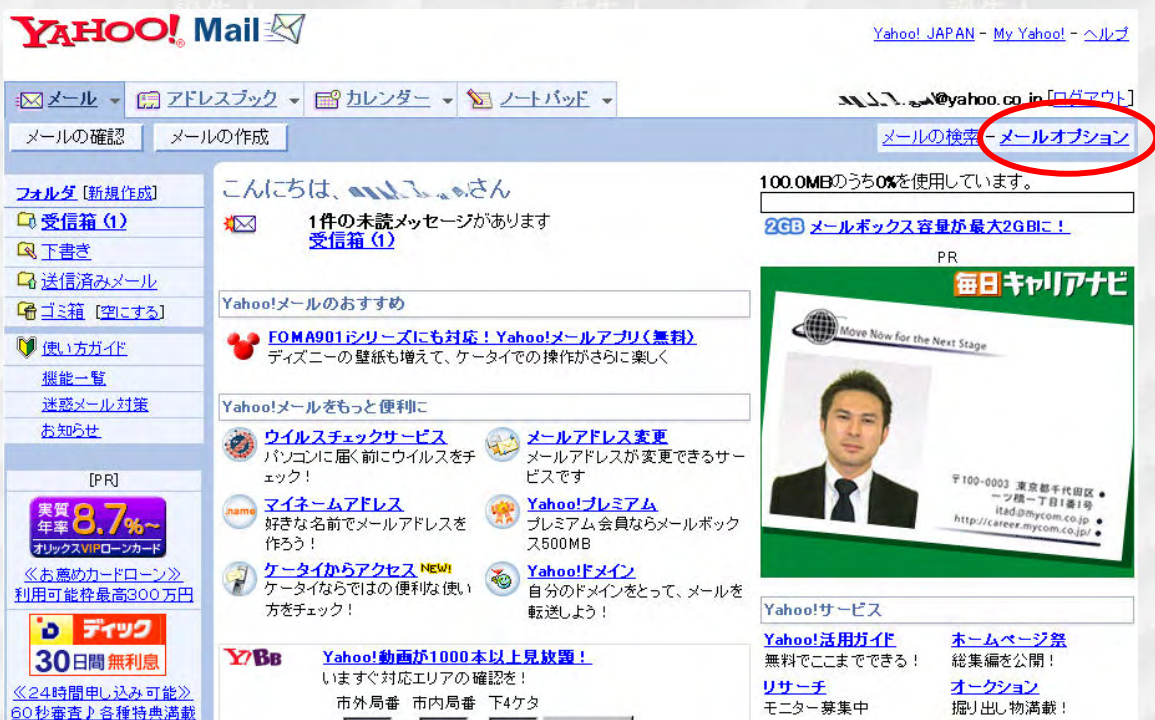 YAHOO! Mail
Yahoo! JAPAN - My Yahoo! - ヘルプ
メール アドレスブック カレンダー ノートパッド
@yahoo.co.jp [ログアウト]
メールの確認 メールの作成
メールの検索 - メールオプション
フォルダ [新規作成]
受信箱 (1)
下書き
送信済みメール
ゴミ箱 [空にする]
使い方ガイド
機能一覧
迷惑メール対策
お知らせ
[PR]
実質年率 8.7%~
オリックスVIPローンカード
≪お薦めカードローン≫
利用可能枠最高300万円
ディック
30日間無利息
≪24時間申し込み可能≫
60秒審査♪各種特典満載
こんにちは、
さん
1件の未読メッセージがあります
受信箱 (1)
Yahoo!メールのおすすめ
FOMA901iシリーズにも対応！Yahoo!メールアプリ(無料)
ディズニーの壁紙も増えて、ケータイでの操作がさらに楽しく
Yahoo!メールをもっと便利に
ウイルスチェックサービス
パソコンに届く前にウイルスをチ
ェック！
メールアドレス変更
メールアドレスが変更できるサー
ビスです
.name
マイネームアドレス
好きな名前でメールアドレスを
作ろう！
Yahoo!プレミアム
プレミアム会員ならメールボック
ス500MB
ケータイからアクセス NEW!
ケータイならではの便利な使い
方をチェック！
Yahoo!ドメイン
自分のドメインをとって、メールを
転送しよう！
Y!BB
Yahoo!動画が1000本以上見放題！
いますぐ対応エリアの確認を！
市外局番 市内局番 下4ケタ
100.0MBのうち0%を使用しています。
2GB メールボックス容量が最大2GBに！
PR
毎日キャリアナビ
Move Now for the Next Stage
〒100-0003 東京都千代田区
一ツ橋一丁目1番1号
itad@mycom.co.jp
http://career.mycom.co.jp/
Yahoo!サービス
Yahoo!活用ガイド
無料でここまでできる！
ホームページ祭
総集編を公開！
リサーチ
モニター募集中
オークション
掘り出し物満載！